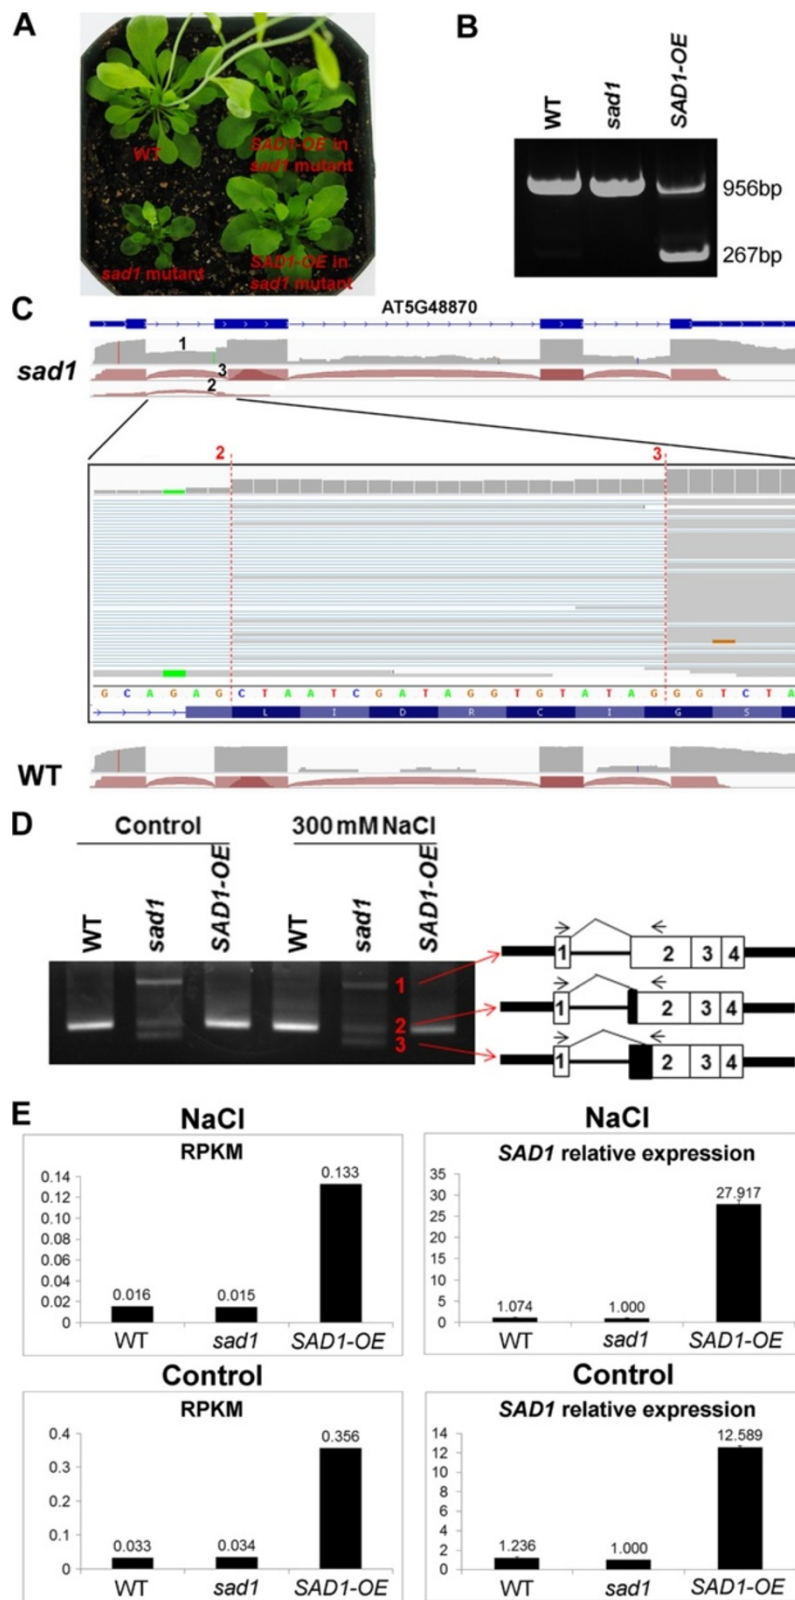 A
WT
SAD1-OE in
sad1 mutant
sad1 mutant
SAD1-OE in
sad1 mutant
B
WT sad1 SAD1-OE
956bp
267bp
C
AT5G48870
sad1
1
3
2
2 3
G C A G A G C T A A T C G A T A G G T G T A T A G G G T C T A
L I D R C I G S
WT
D
Control 300 mM NaCl
WT sad1 SAD1-OE WT sad1 SAD1-OE
1
2
3
1 2 3 4
1 2 3 4
1 2 3 4
E
NaCl
RPKM
0.14
0.12
0.10
0.08
0.06
0.04
0.02
0
0.016 0.015 0.133
WT sad1 SAD1-OE
NaCl
SAD1 relative expression
35
30
25
20
15
10
5
0
1.074 1.000 27.917
WT sad1 SAD1-OE
Control
RPKM
0.4
0.3
0.2
0.1
0
0.033 0.034 0.356
WT sad1 SAD1-OE
Control
SAD1 relative expression
14
12
10
8
6
4
2
0
1.236 1.000 12.589
WT sad1 SAD1-OE